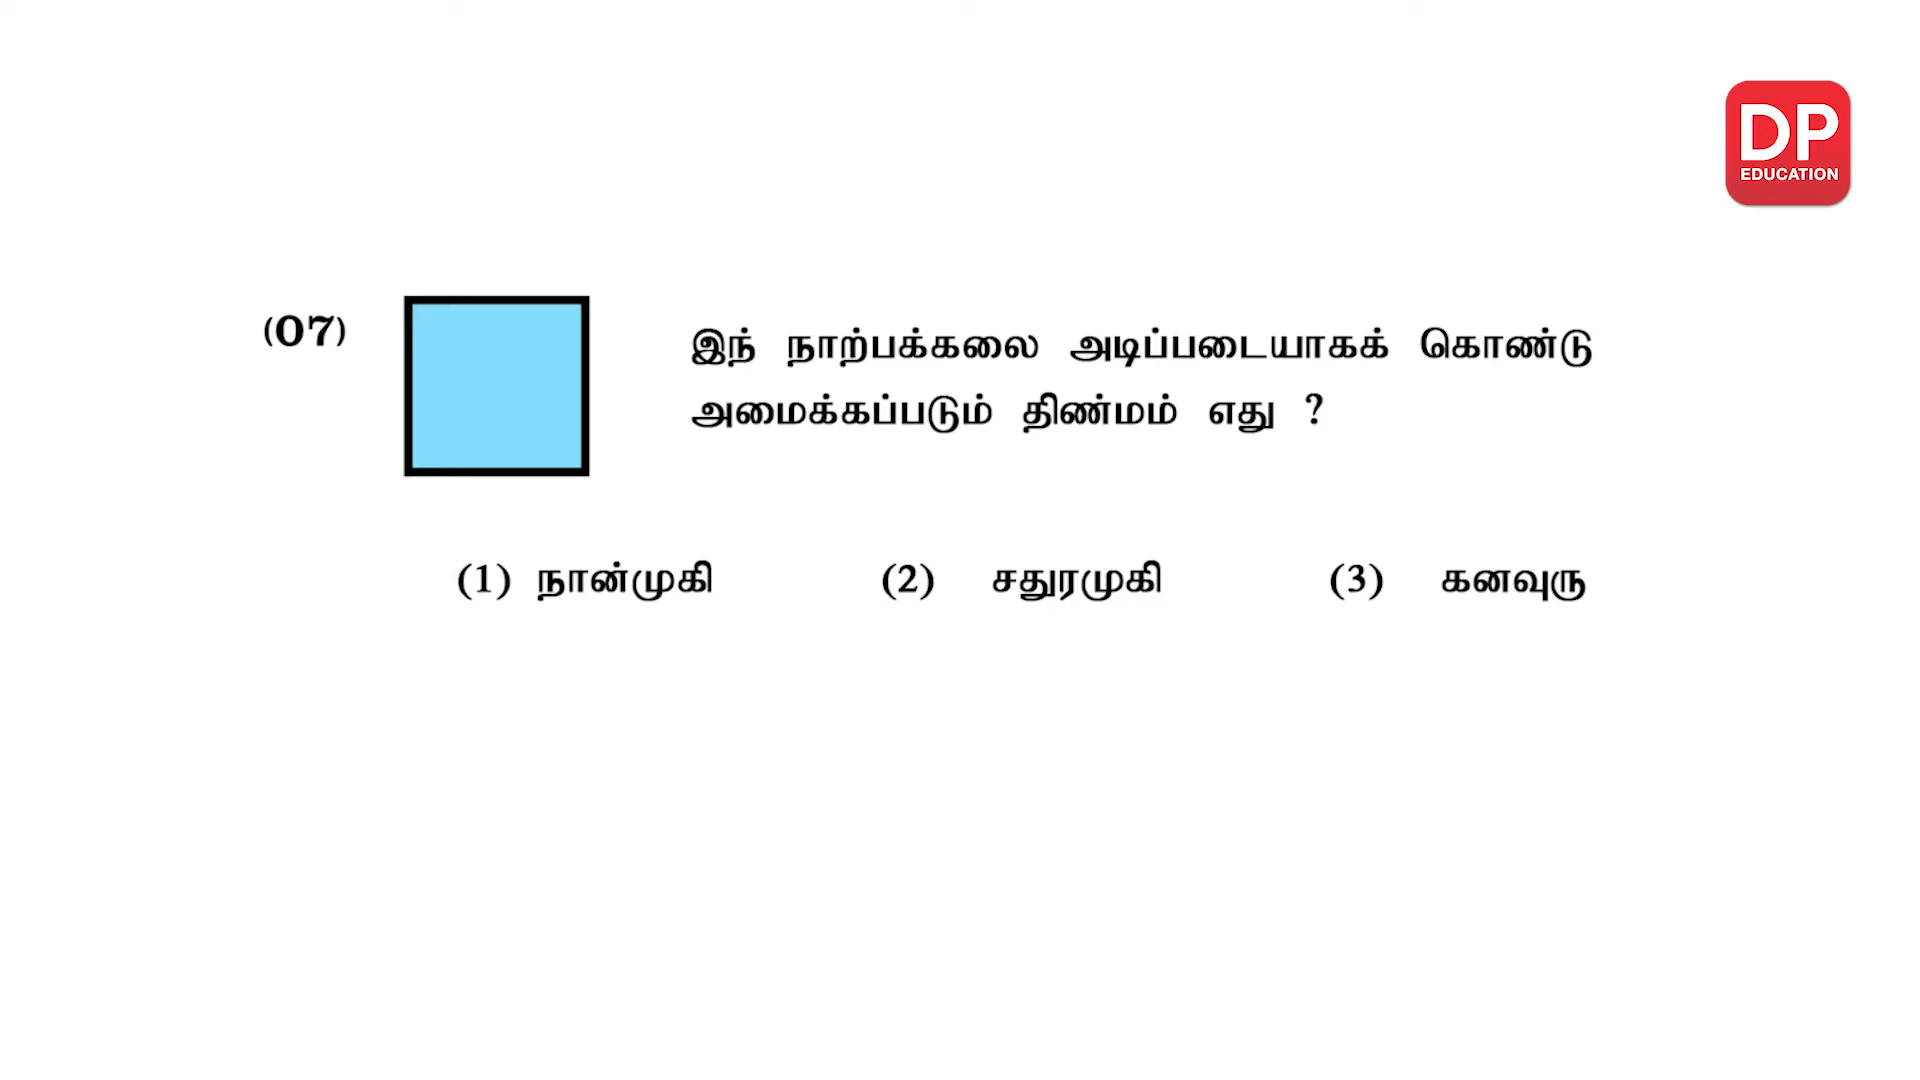 DP
EDUCATION
(07) இந் நாற்பக்கலை அடிப்படையாகக் கொண்டு
அமைக்கப்படும் திண்மம் எது ?
(1) நான்முகி (2) சதுரமுகி (3) கனவுரு